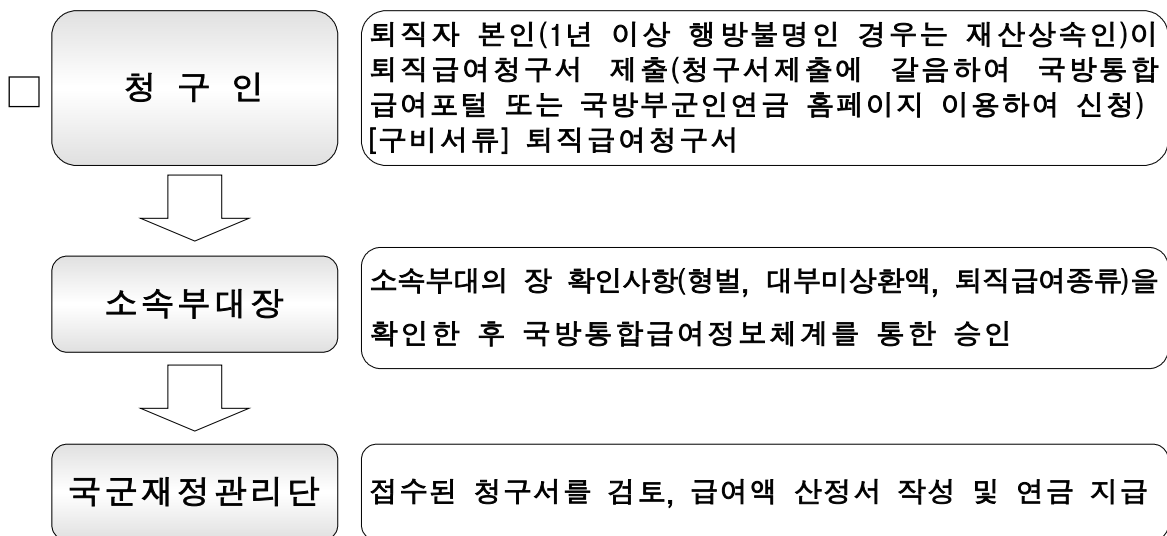 청 구 인
퇴직자 본인(1년 이상 행방불명인 경우는 재산상속인)이
퇴직급여청구서 제출(청구서제출에 갈음하여 국방통합
급여포털 또는 국방부군인연금 홈페이지 이용하여 신청)
[구비서류] 퇴직급여청구서
소속부대장
소속부대의 장 확인사항(형벌, 대부미상환액, 퇴직급여종류)을
확인한 후 국방통합급여정보체계를 통한 승인
국군재정관리단
접수된 청구서를 검토, 급여액 산정서 작성 및 연금 지급